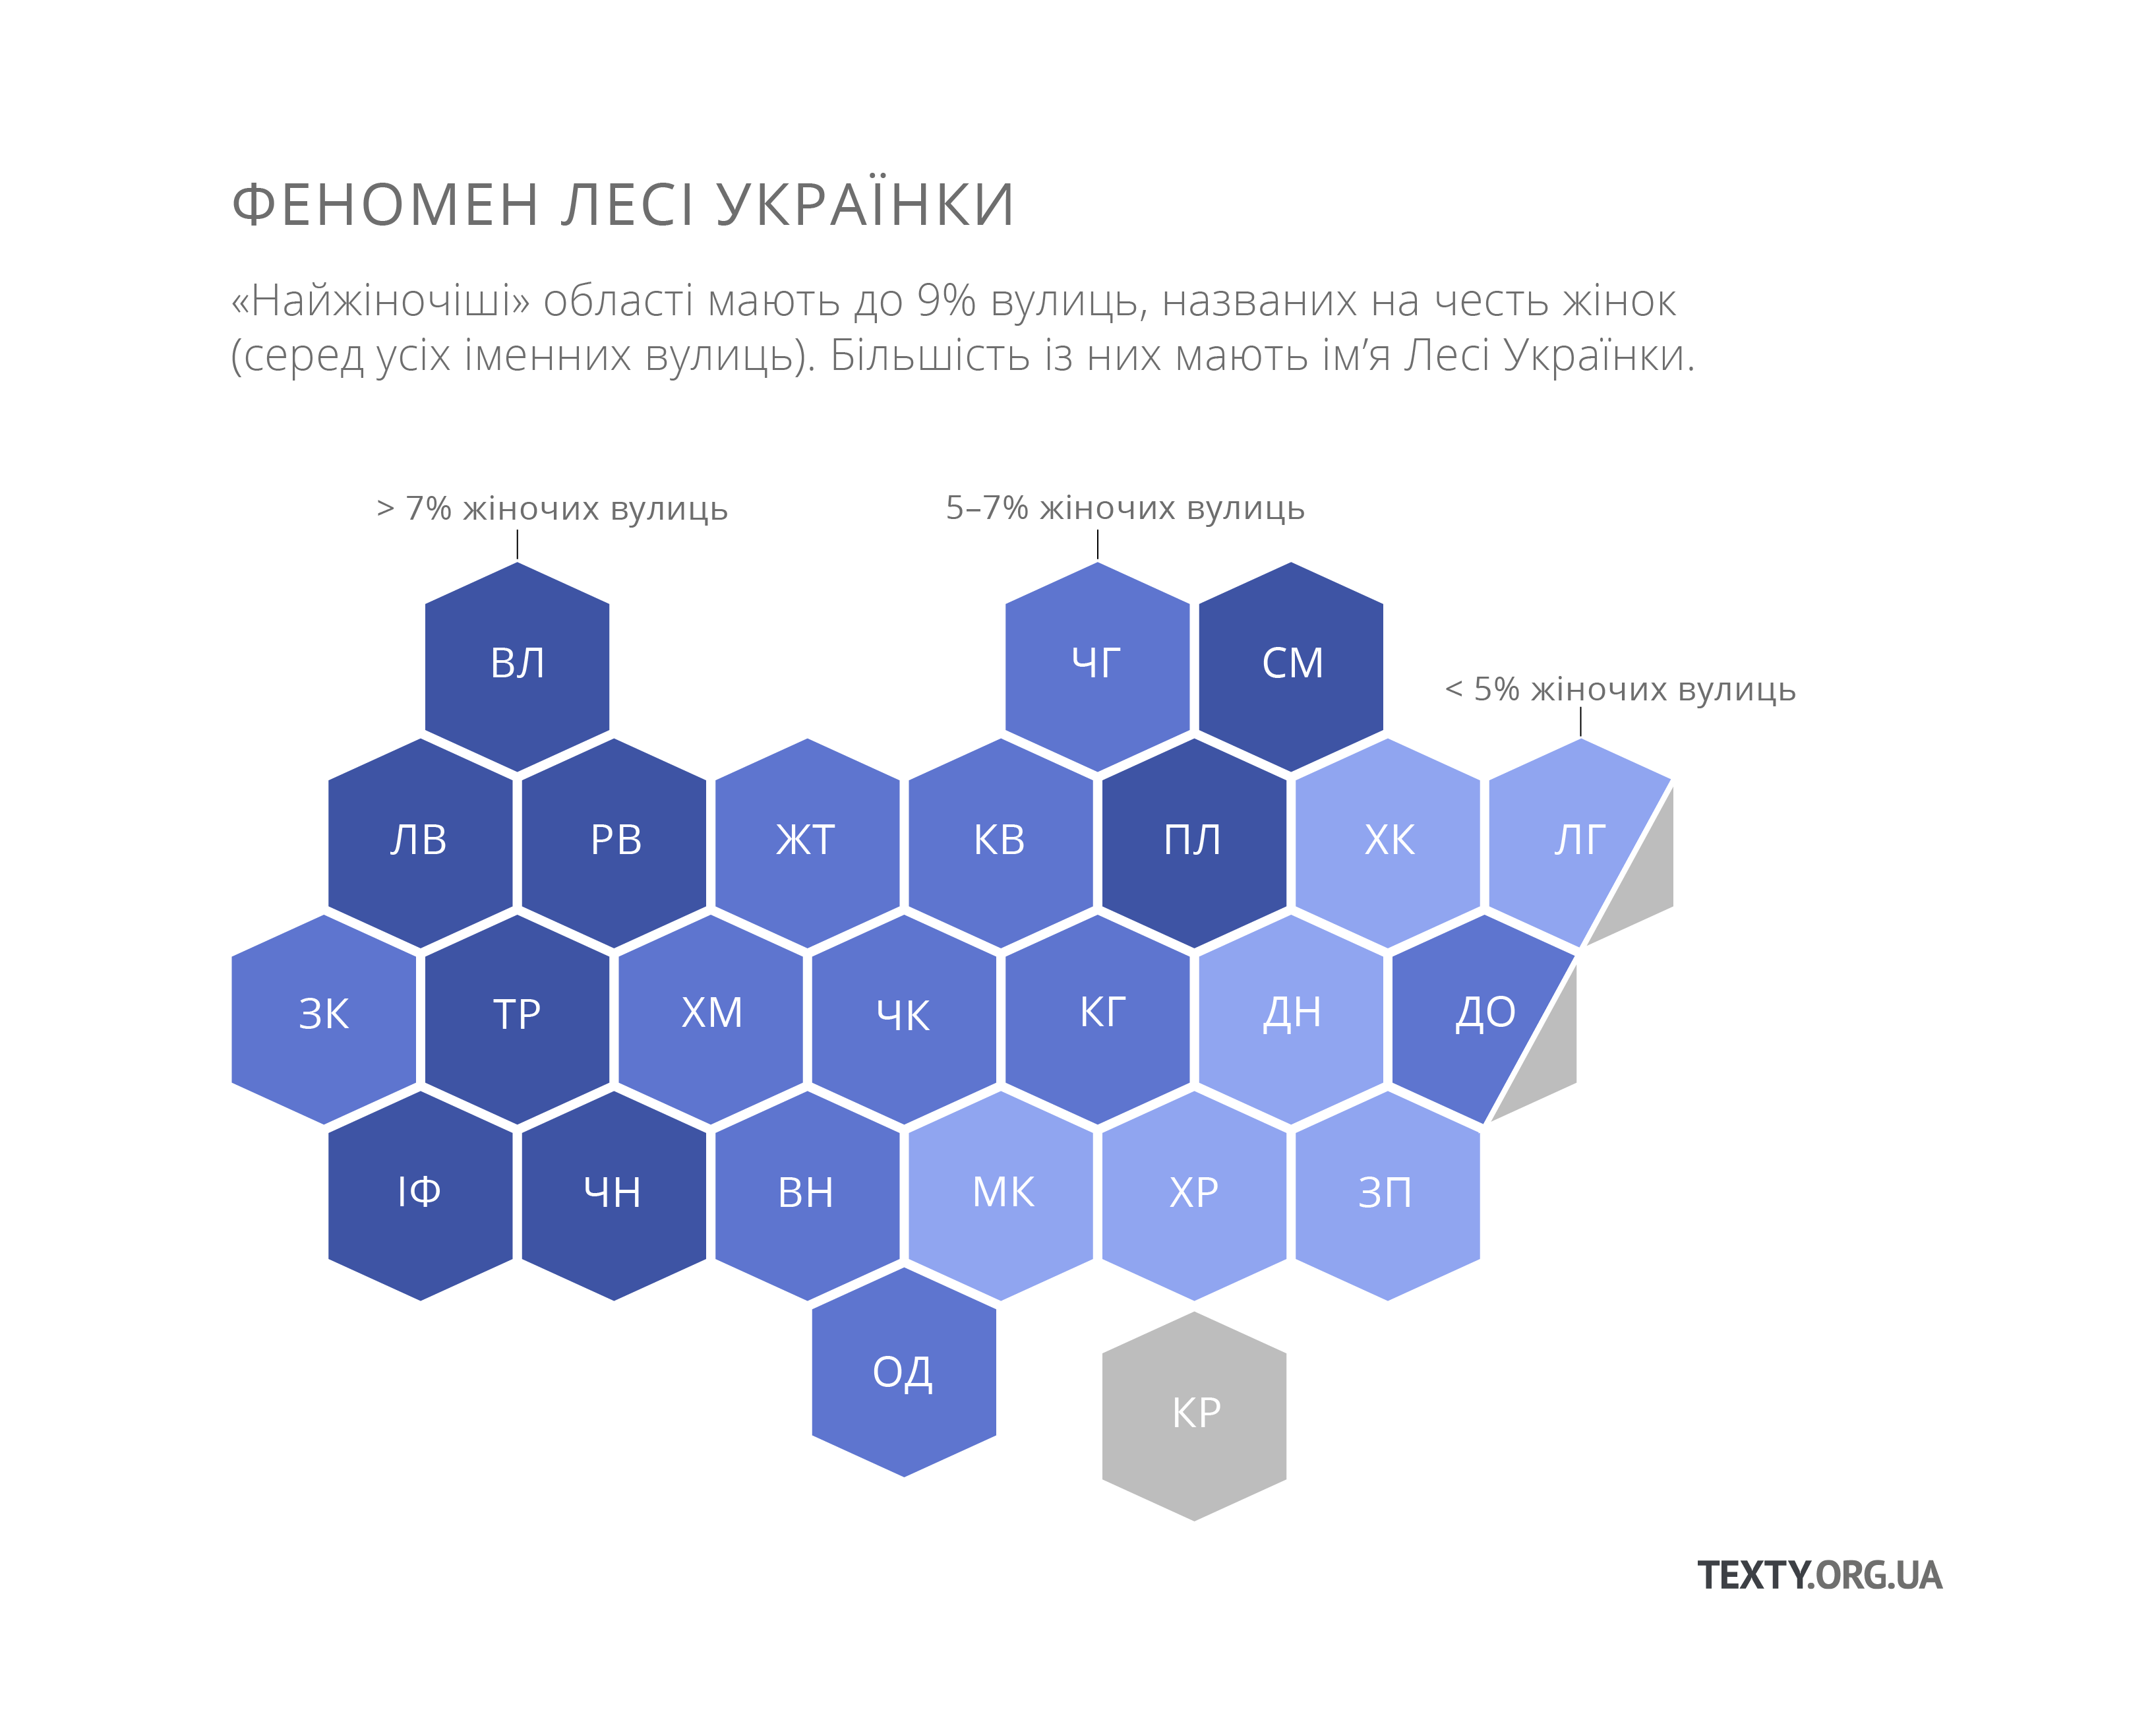 ФЕНОМЕН ЛЕСІ УКРАЇНКИ
«Найжіночіші» області мають до 9% вулиць, названих на честь жінок
(серед усіх іменних вулиць). Більшість із них мають ім’я Лесі Українки.
> 7% жіночих вулиць
5–7% жіночих вулиць
ВЛ
ЧГ
СМ
< 5% жіночих вулиць
ЛВ
РВ
ЖТ
КВ
ПЛ
ХК
ЛГ
ЗК
ТР
ХМ
ЧК
КГ
ДН
ДО
ІФ
ЧН
ВН
МК
ХР
ЗП
ОД
КР
TEXTY.ORG.UA